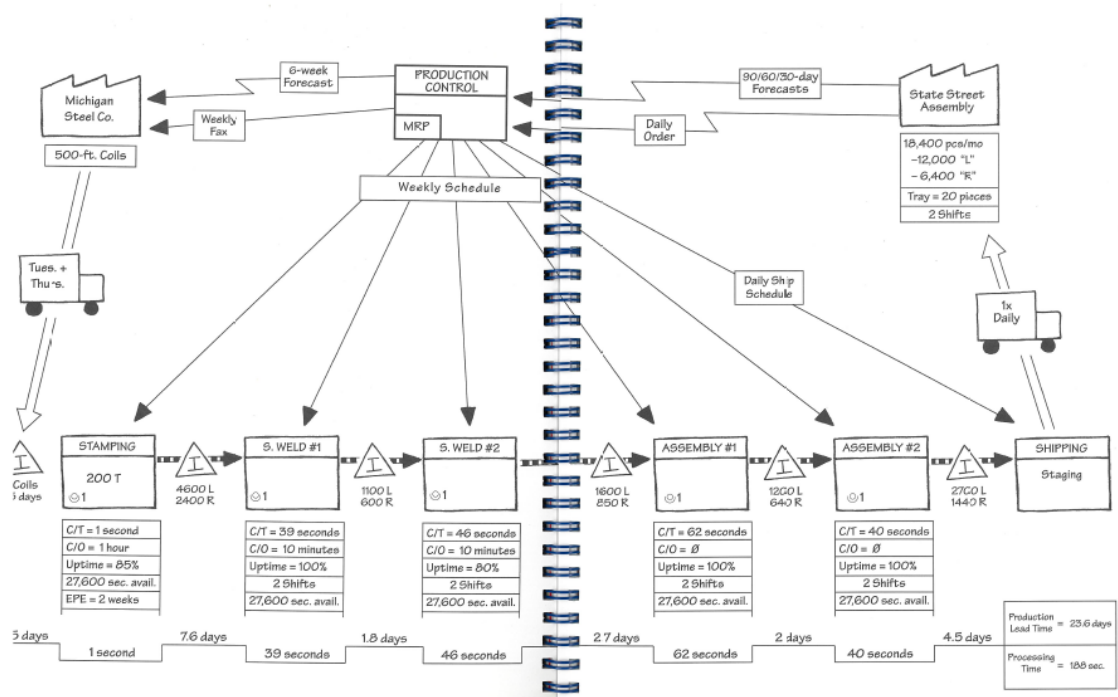 Michigan
Steel Co.
500-ft. Coils
6-week
Forecast
Weekly
Fax
PRODUCTION
CONTROL
MRP
90/60/30-day
Forecasts
Daily
Order
State Street
Assembly
18,400 pcs/mo
-12,000 "L"
- 6,400 "R"
Tray = 20 pieces
2 Shifts
Weekly Schedule
Tues. +
Thurs.
Daily Ship
Schedule
1x
Daily
I
Coils
5 days
STAMPING
200 T
1
I
4600 L
2400 R
S. WELD #1
1
I
1100 L
600 R
S. WELD #2
1
I
1600 L
850 R
ASSEMBLY #1
1
I
1200 L
640 R
ASSEMBLY #2
1
I
2700 L
1440 R
SHIPPING
Staging
C/T = 1 second
C/O = 1 hour
Uptime = 85%
27,600 sec. avail.
EPE = 2 weeks
C/T = 39 seconds
C/O = 10 minutes
Uptime = 100%
2 Shifts
27,600 sec. avail.
C/T = 46 seconds
C/O = 10 minutes
Uptime = 80%
2 Shifts
27,600 sec. avail.
C/T = 62 seconds
C/O = Ø
Uptime = 100%
2 Shifts
27,600 sec. avail.
C/T = 40 seconds
C/O = Ø
Uptime = 100%
2 Shifts
27,600 sec. avail.
5 days
1 second
7.6 days
39 seconds
1.8 days
46 seconds
2.7 days
62 seconds
2 days
40 seconds
4.5 days
Production
Lead Time = 23.6 days
Processing
Time = 188 sec.